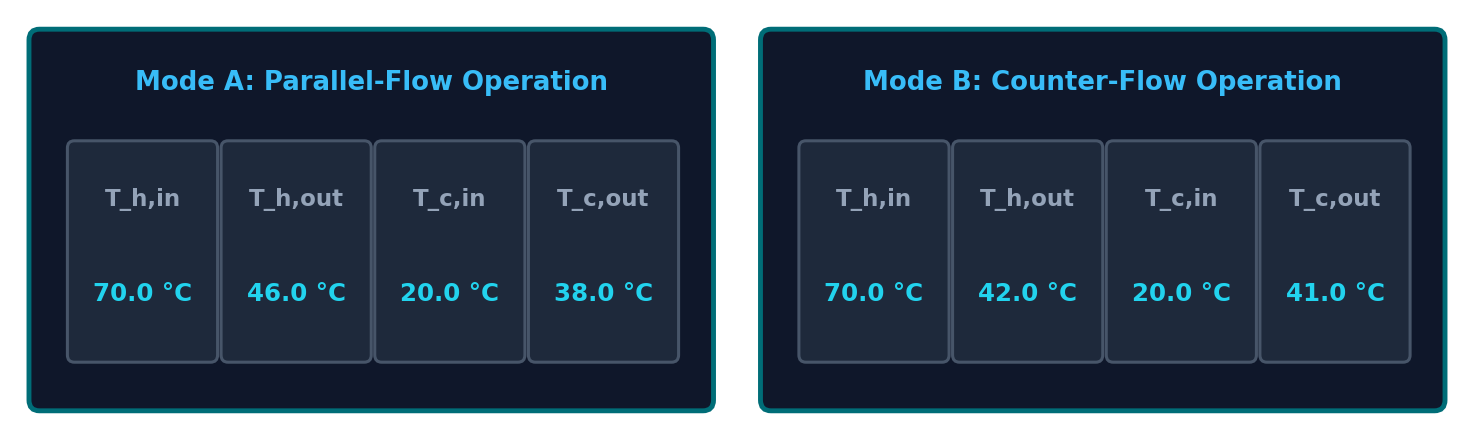 Mode A: Parallel-Flow Operation
T_h,in T_h,out T_c,in T_c,out
70.0 °C 46.0 °C 20.0 °C 38.0 °C
Mode B: Counter-Flow Operation
T_h,in T_h,out T_c,in T_c,out
70.0 °C 42.0 °C 20.0 °C 41.0 °C